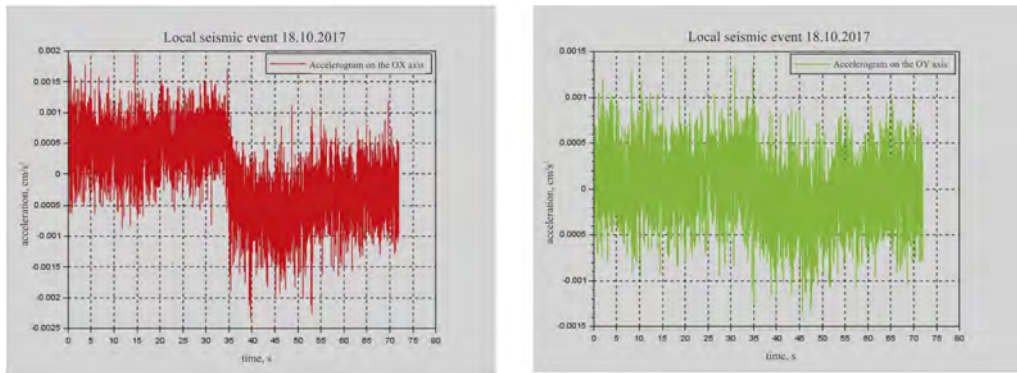 Local seismic event 18.10.2017
Accelerogram on the OX axis
acceleration, cm/s²
0.002
0.0015
0.001
0.0005
0
0.0005
-0.001
-0.0015
-0.002
-0.0025
0 5 10 15 20 25 30 35 40 45 50 55 60 65 70 75 80
time, s
Local seismic event 18.10.2017
Accelerogram on the OY axis
acceleration, cm/s²
0.0015
0.001
0.0005
0
0.0005
-0.001
-0.0015
0 5 10 15 20 25 30 35 40 45 50 55 60 65 70 75 80
time, s